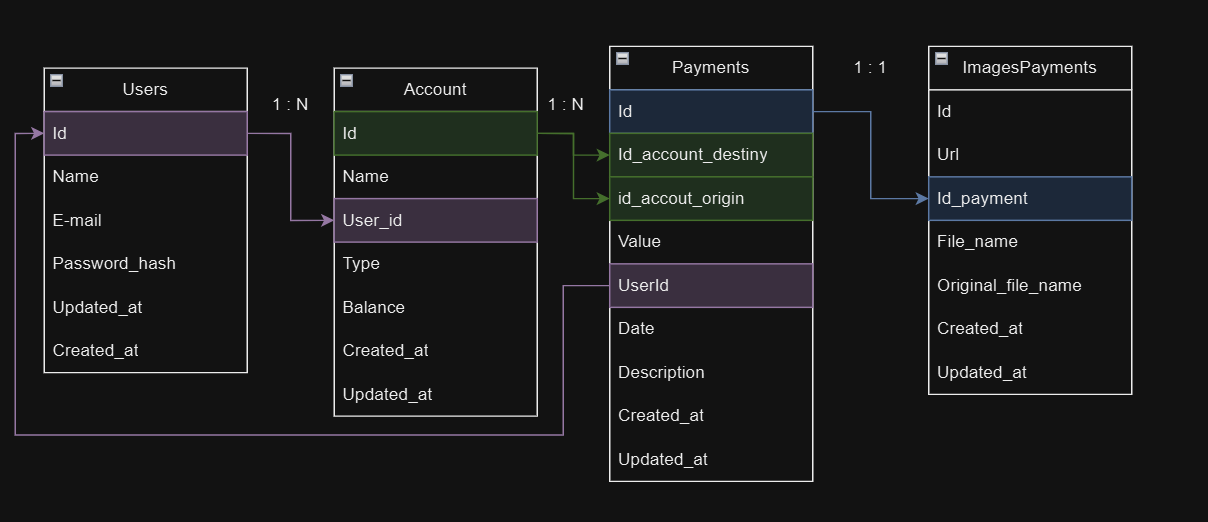 Users
Id
Name
E-mail
Password_hash
Updated_at
Created_at
1 : N
Account
Id
Name
User_id
Type
Balance
Created_at
Updated_at
1 : N
Payments
Id
Id_account_destiny
id_accout_origin
Value
UserId
Date
Description
Created_at
Updated_at
1 : 1
ImagesPayments
Id
Url
Id_payment
File_name
Original_file_name
Created_at
Updated_at